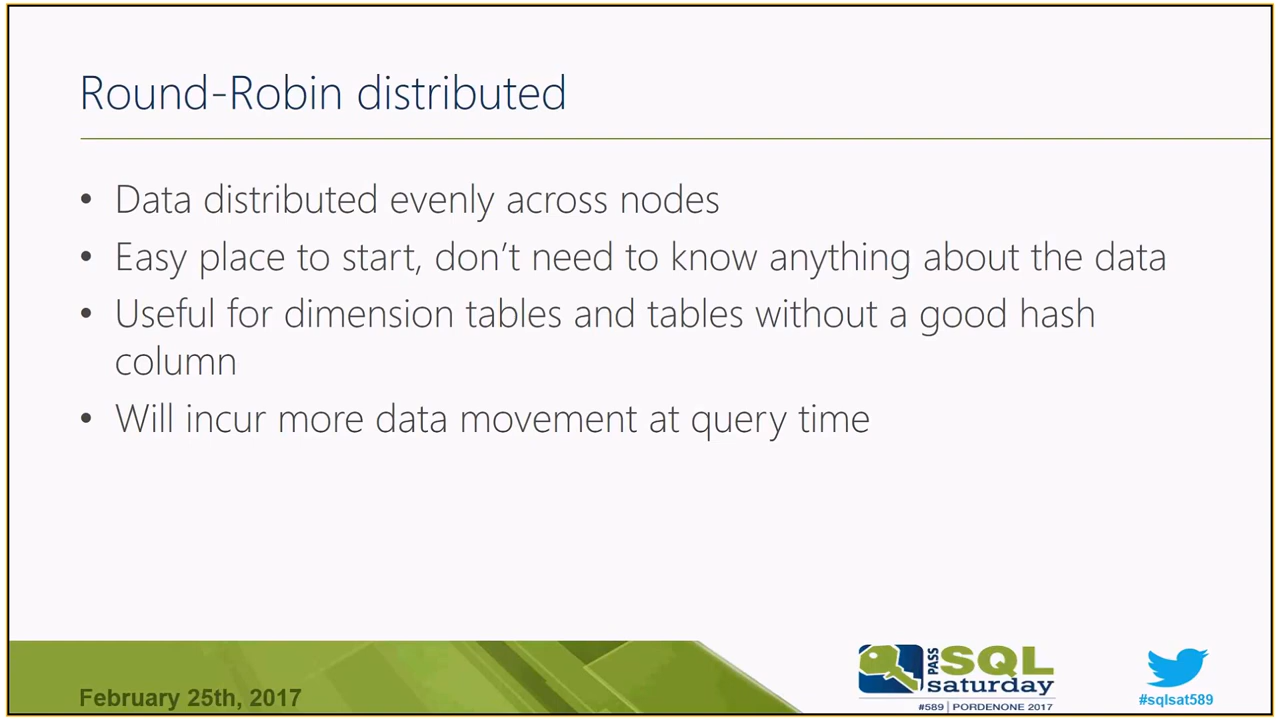 Round-Robin distributed
• Data distributed evenly across nodes
• Easy place to start, don’t need to know anything about the data
• Useful for dimension tables and tables without a good hash
column
• Will incur more data movement at query time
February 25th, 2017
PASS SQL
saturday
#589 | PORDENONE 2017
#sqlsat589